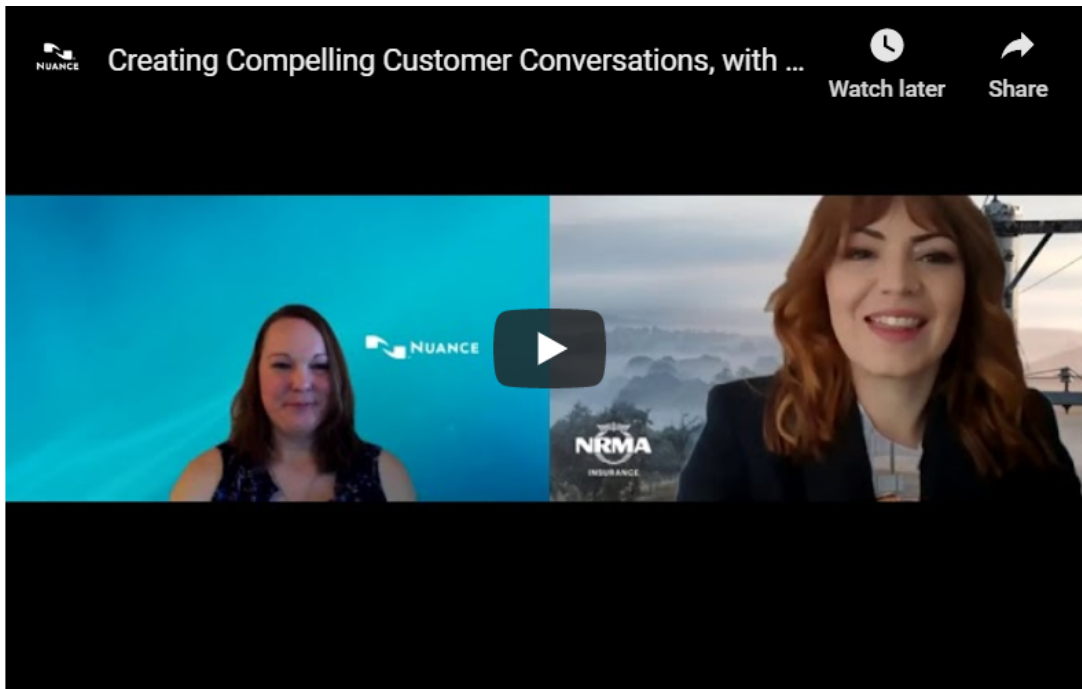 NUANCE
Creating Compelling Customer Conversations, with ...
Watch later
Share
NUANCE
NRMA
INSURANCE